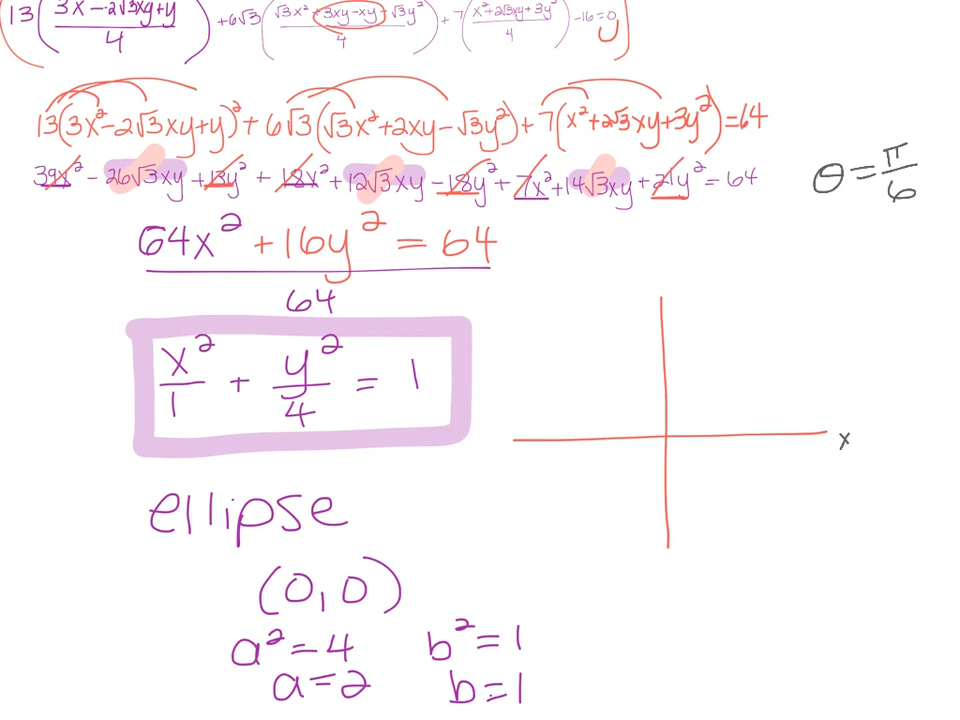 13(3x-2√3xy+y/4) +6√3(√3x²+3xy-xy-√3y²/4) +7(x²+2√3xy+3y²/4) -16=0
y
13(3x²-2√3xy+y)²+6√3(√3x²+2xy-√3y²)+7(x²+2√3xy+3y²)=64
39x²-26√3xy+13y²+18x²+12√3xy-18y²+7x²+14√3xy+21y²=64
θ=π/6
64x²+16y²=64
64
x²/1 + y²/4 = 1
x
ellipse
(0,0)
a²=4 b²=1
a=2 b=1